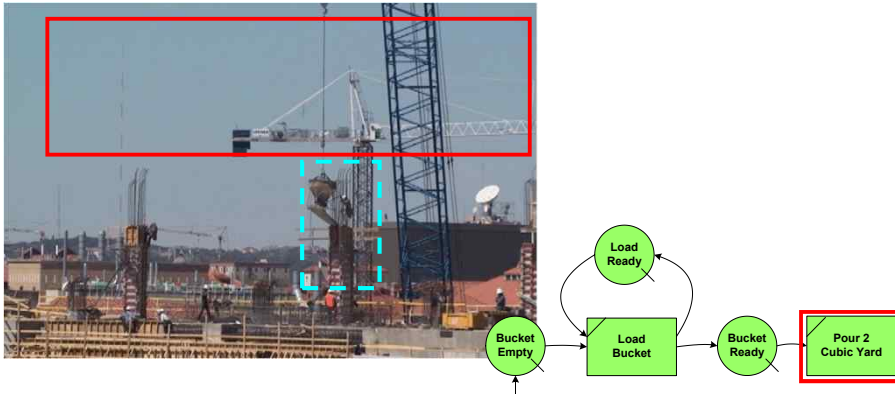 Load
Ready
Bucket
Empty
Load
Bucket
Bucket
Ready
Pour 2
Cubic Yard